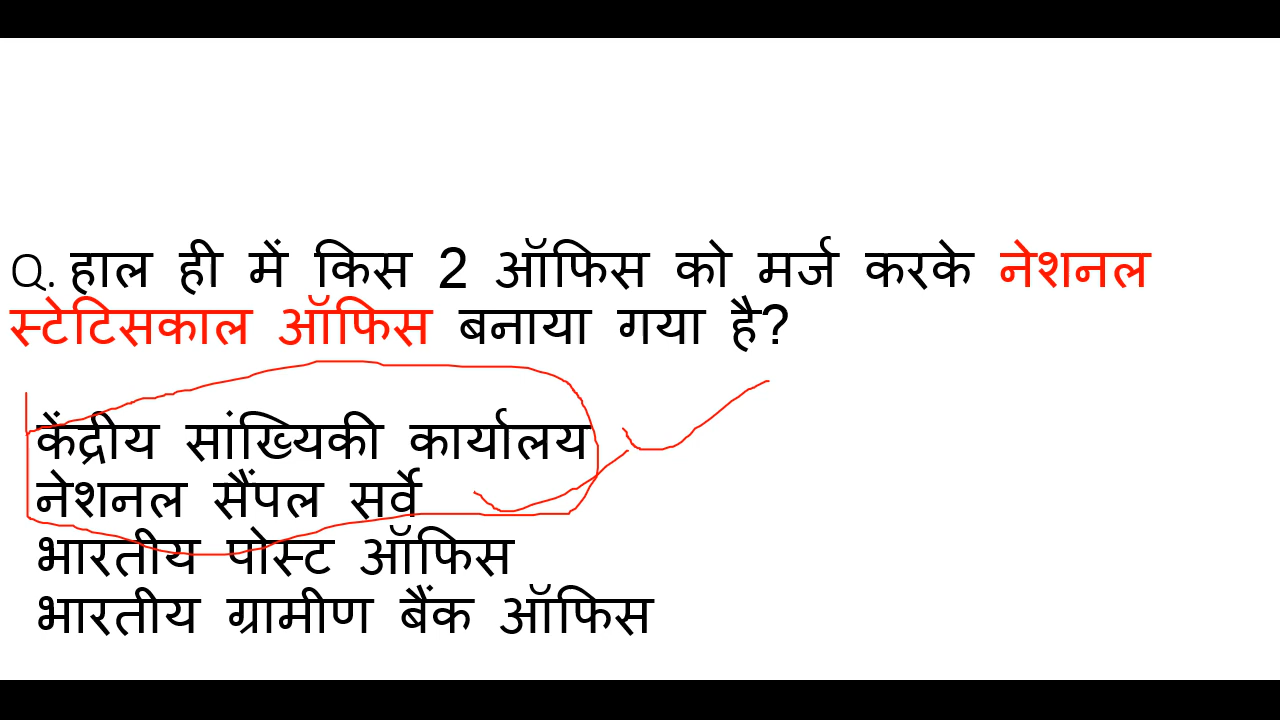 Q. हाल ही में किस 2 ऑफिस को मर्ज करके नेशनल
स्टेटिसकाल ऑफिस बनाया गया है?
केंद्रीय सांख्यिकी कार्यालय
नेशनल सैंपल सर्वे
भारतीय पोस्ट ऑफिस
भारतीय ग्रामीण बैंक ऑफिस